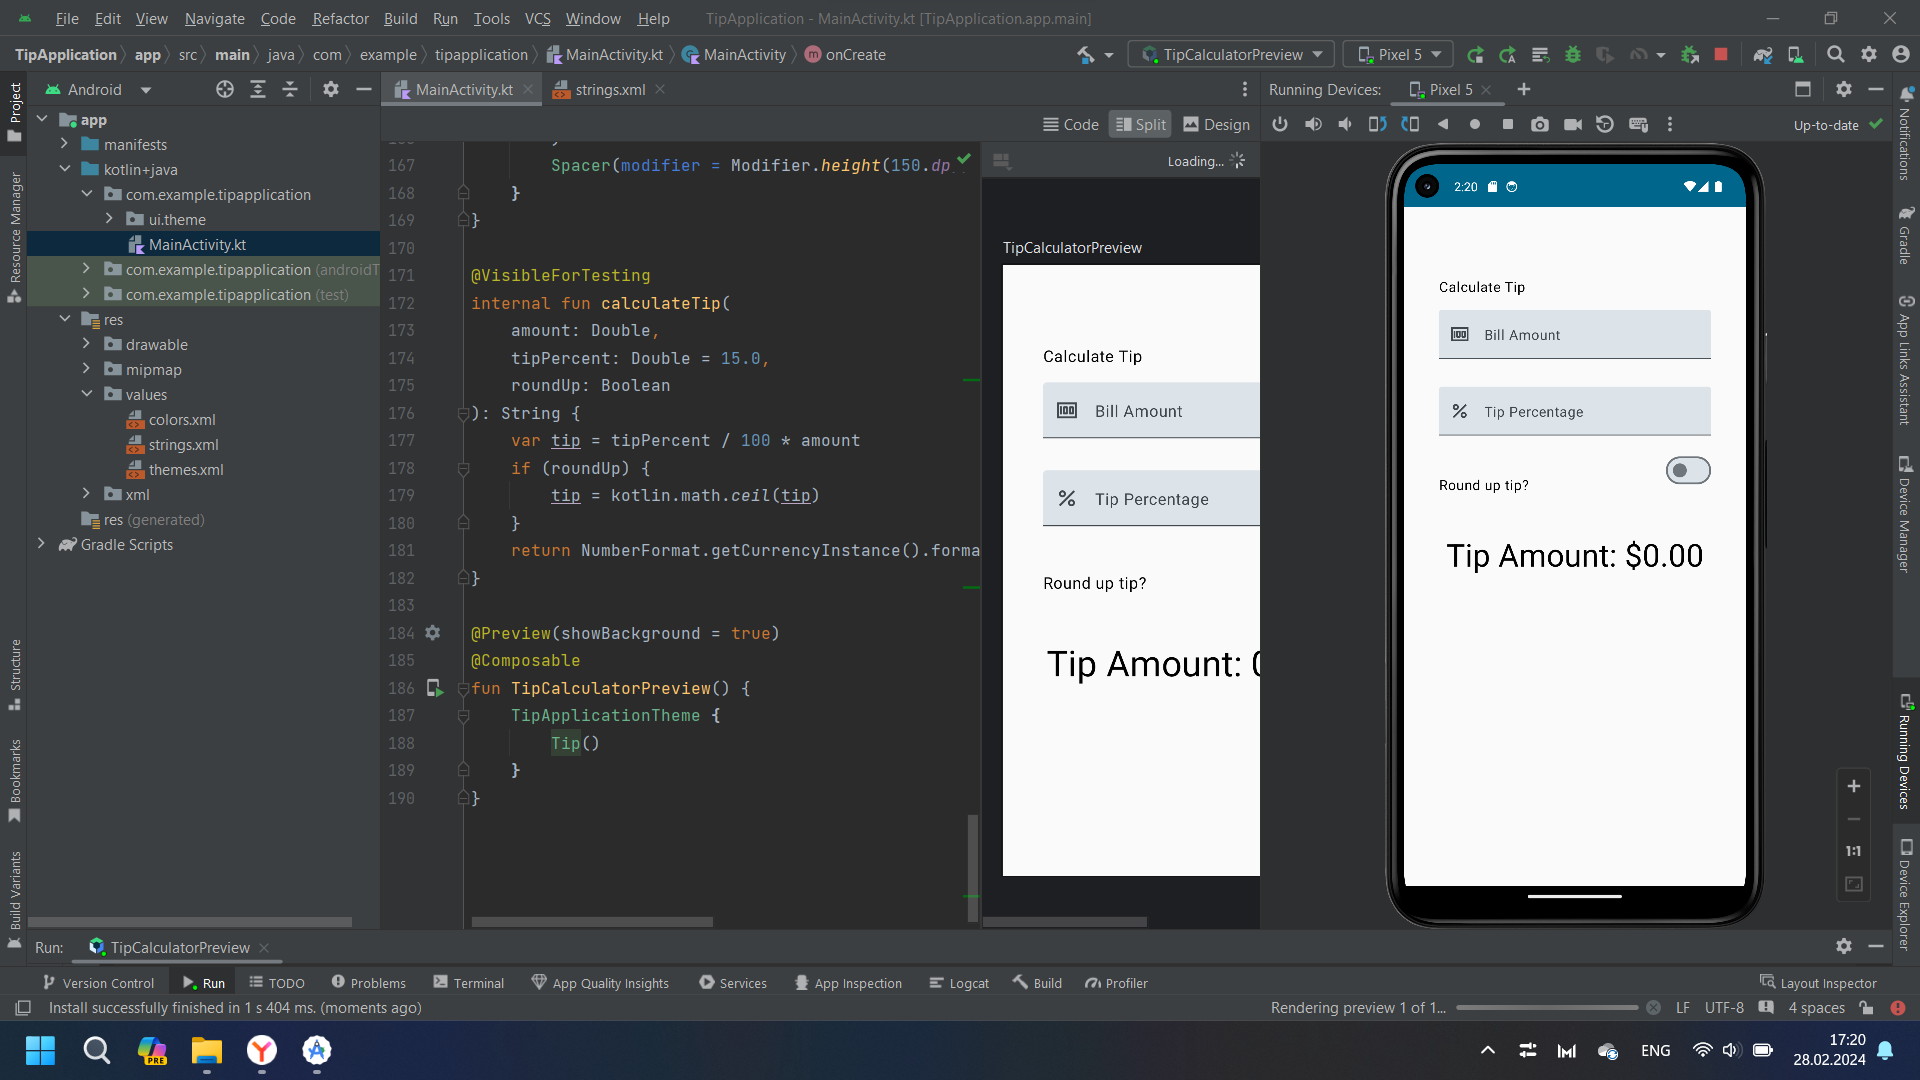 File Edit View Navigate Code Refactor Build Run Tools VCS Window Help TipApplication - MainActivity.kt [TipApplication.app.main]
TipApplication app src main java com example tipapplication MainActivity.kt MainActivity onCreate TipCalculatorPreview Pixel 5
Project
Resource Manager
Structure
Bookmarks
Build Variants
Android
app
manifests
kotlin+java
com.example.tipapplication
ui.theme
MainActivity.kt
com.example.tipapplication (androidT
com.example.tipapplication (test)
res
drawable
mipmap
values
colors.xml
strings.xml
themes.xml
xml
res (generated)
Gradle Scripts
MainActivity.kt strings.xml
Code Split Design
167 Spacer(modifier = Modifier.height(150.dp
168 }
169 }
170
171 @VisibleForTesting
172 internal fun calculateTip(
173 amount: Double,
174 tipPercent: Double = 15.0,
175 roundUp: Boolean
176 ): String {
177 var tip = tipPercent / 100 * amount
178 if (roundUp) {
179 tip = kotlin.math.ceil(tip)
180 }
181 return NumberFormat.getCurrencyInstance().forma
182 }
183
184 @Preview(showBackground = true)
185 @Composable
186 fun TipCalculatorPreview() {
187 TipApplicationTheme {
188 Tip()
189 }
190 }
Loading...
TipCalculatorPreview
Calculate Tip
Bill Amount
Tip Percentage
Round up tip?
Tip Amount:
Running Devices: Pixel 5
Up-to-date
2:20
Calculate Tip
Bill Amount
Tip Percentage
Round up tip?
Tip Amount: $0.00
1:1
Notifications
Gradle
App Links Assistant
Device Manager
Running Devices
Device Explorer
Run: TipCalculatorPreview
Version Control Run TODO Problems Terminal App Quality Insights Services App Inspection Logcat Build Profiler Layout Inspector
Install successfully finished in 1 s 404 ms. (moments ago) Rendering preview 1 of 1... LF UTF-8 4 spaces
PRE
ENG
17:20
28.02.2024